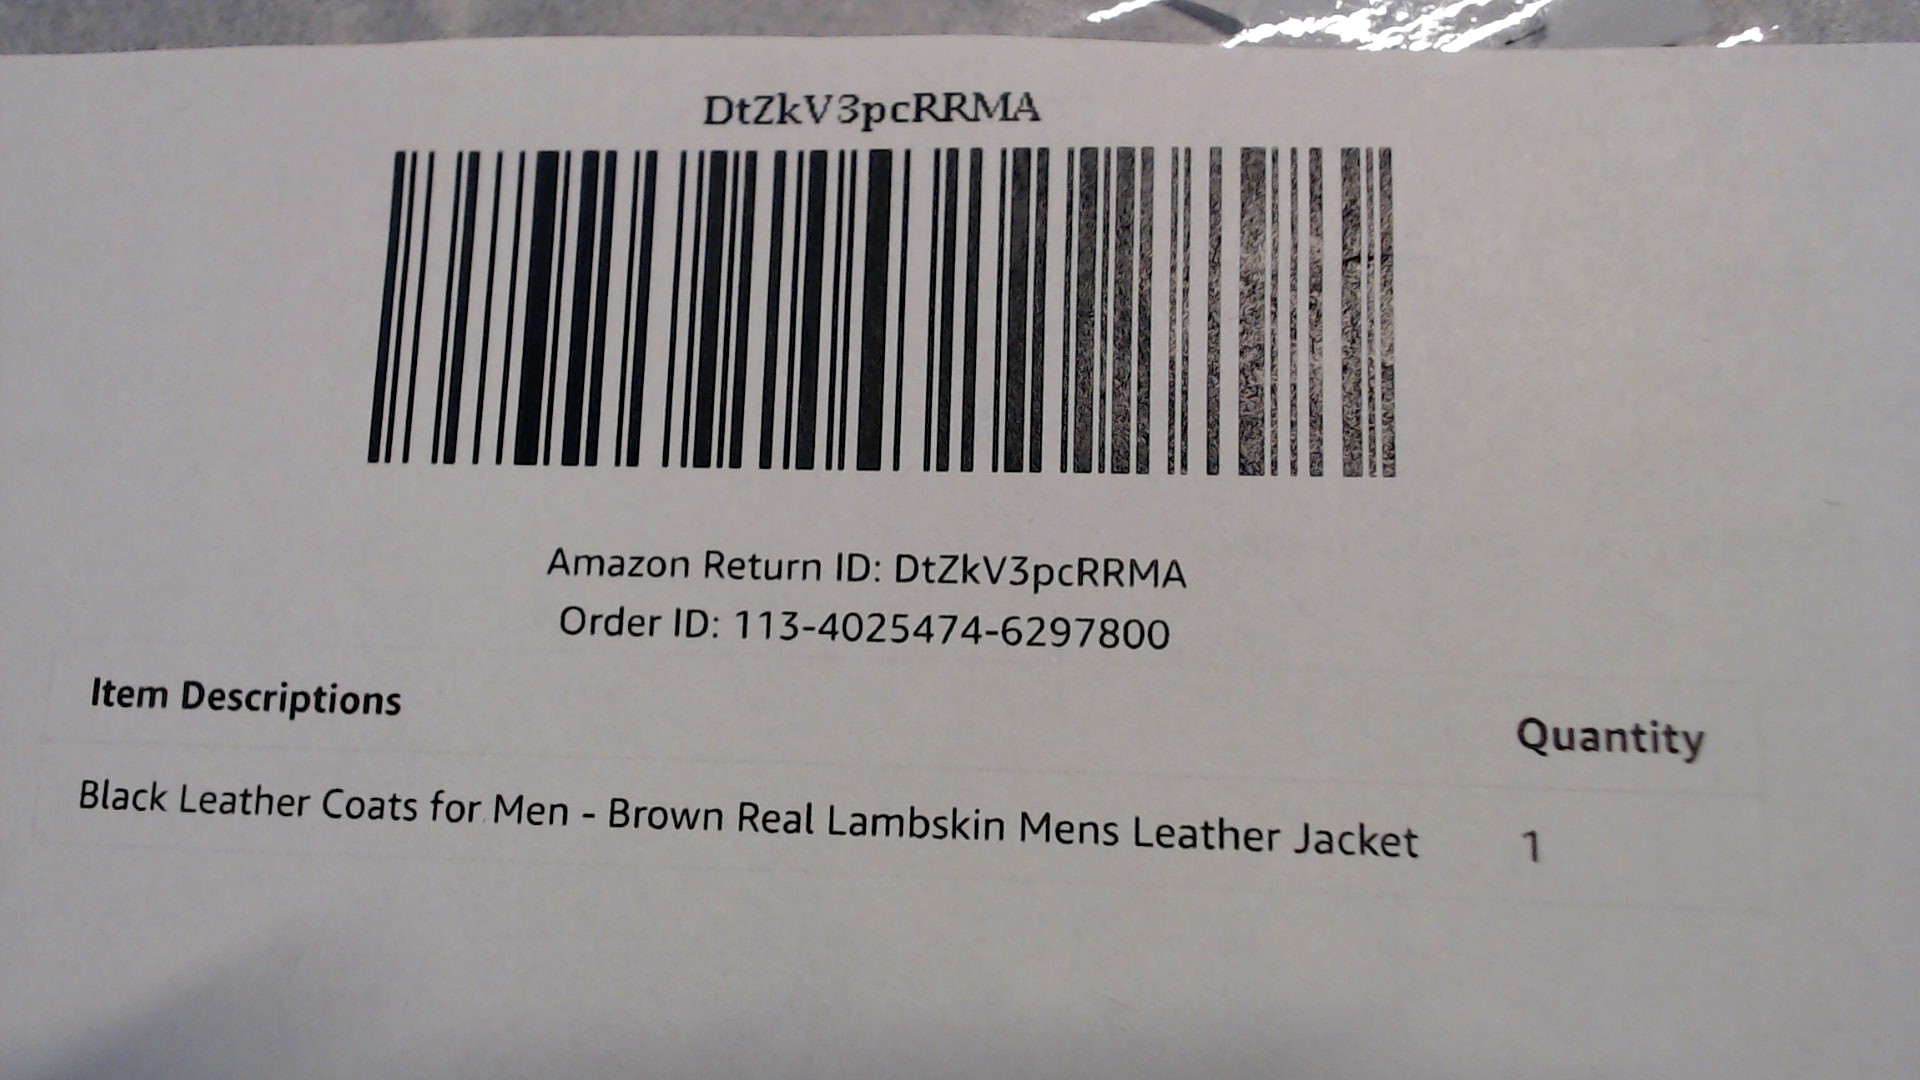 DtZkV3pcRRMA
Amazon Return ID: DtZkV3pcRRMA
Order ID: 113-4025474-6297800
Item Descriptions
Quantity
Black Leather Coats for Men - Brown Real Lambskin Mens Leather Jacket
1